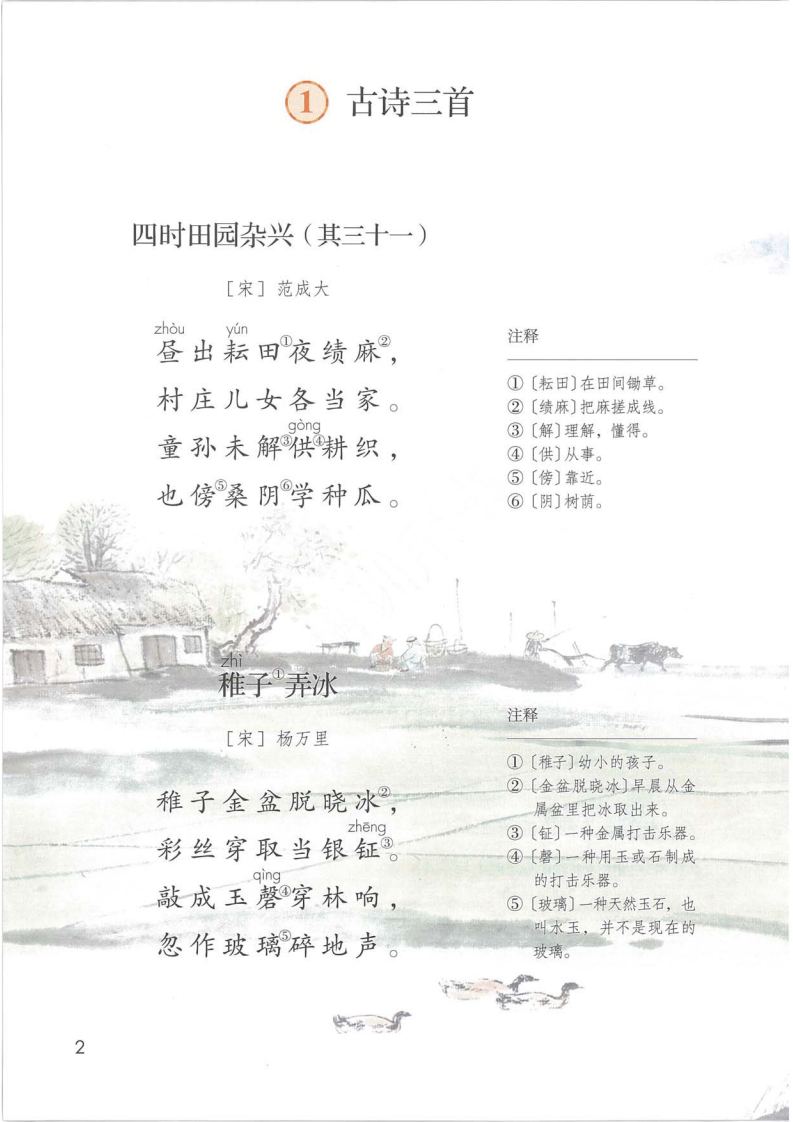 1 古诗三首
四时田园杂兴（其三十一）
［宋］范成大
zhòu yún
昼出耘田①夜绩麻②，
村庄儿女各当家。
gòng
童孙未解③供④耕织，
也傍⑤桑阴⑥学种瓜。
注释
①〔耘田〕在田间锄草。
②〔绩麻〕把麻搓成线。
③〔解〕理解，懂得。
④〔供〕从事。
⑤〔傍〕靠近。
⑥〔阴〕树荫。
zhì
稚子①弄冰
［宋］杨万里
稚子金盆脱晓冰②，
zhēng
彩丝穿取当银钲③。
qìng
敲成玉磬④穿林响，
忽作玻璃⑤碎地声。
注释
①〔稚子〕幼小的孩子。
②〔金盆脱晓冰〕早晨从金
属盆里把冰取出来。
③〔钲〕一种金属打击乐器。
④〔磬〕一种用玉或石制成
的打击乐器。
⑤〔玻璃〕一种天然玉石，也
叫水玉，并不是现在的
玻璃。
2